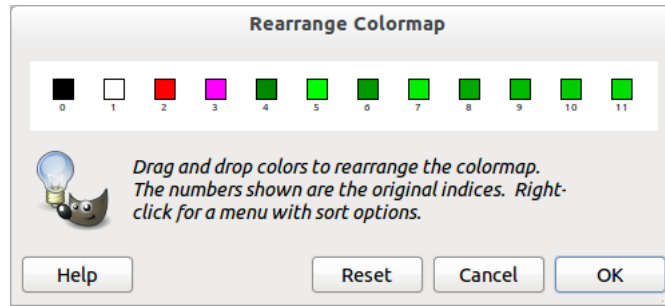 Rearrange Colormap
0 1 2 3 4 5 6 7 8 9 10 11
Drag and drop colors to rearrange the colormap.
The numbers shown are the original indices. Right-
click for a menu with sort options.
Help Reset Cancel OK